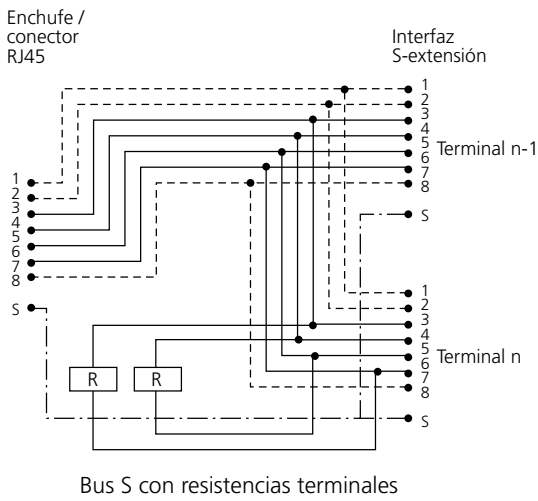 Enchufe /
conector
RJ45
Interfaz
S-extensión
1
2
3
4
5
6
7
8
S
1
2
3
4
5
6
7
8
Terminal n-1
S
1
2
3
4
5
6
7
8
Terminal n
S
R
R
Bus S con resistencias terminales